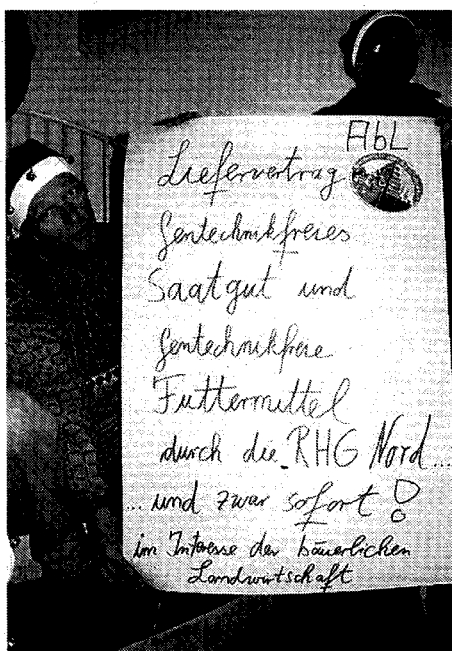 AbL
Liefervertrag
Gentechnikfreies
Saatgut und
Gentechnikfreie
Futtermittel
durch die RHG Nord...
...und zwar sofort!
im Interesse der bäuerlichen
Landwirtschaft